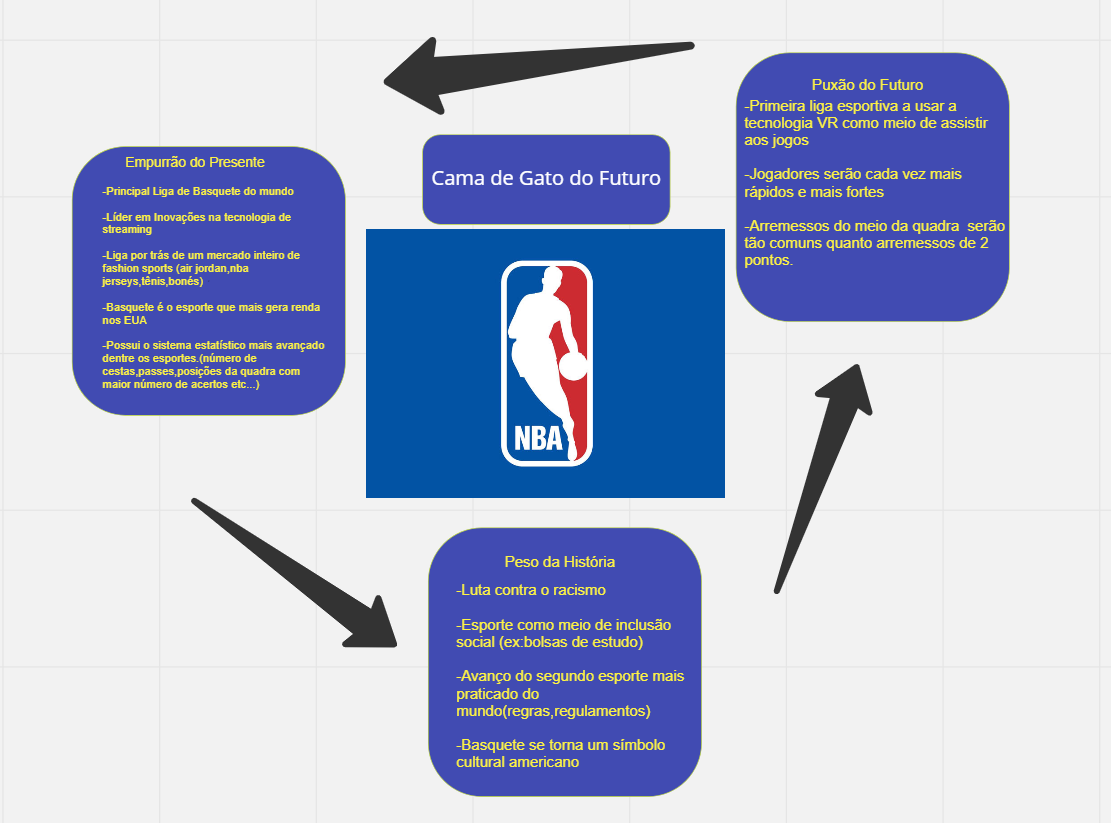 Cama de Gato do Futuro
Empurrão do Presente
-Principal Liga de Basquete do mundo
-Líder em Inovações na tecnologia de
streaming
-Liga por trás de um mercado inteiro de
fashion sports (air jordan,nba
jerseys,tênis,bonés)
-Basquete é o esporte que mais gera renda
nos EUA
-Possui o sistema estatístico mais avançado
dentre os esportes.(número de
cestas,passes,posições da quadra com
maior número de acertos etc...)
NBA
Peso da História
-Luta contra o racismo
-Esporte como meio de inclusão
social (ex:bolsas de estudo)
-Avanço do segundo esporte mais
praticado do
mundo(regras,regulamentos)
-Basquete se torna um símbolo
cultural americano
Puxão do Futuro
-Primeira liga esportiva a usar a
tecnologia VR como meio de assistir
aos jogos
-Jogadores serão cada vez mais
rápidos e mais fortes
-Arremessos do meio da quadra  serão
tão comuns quanto arremessos de 2
pontos.